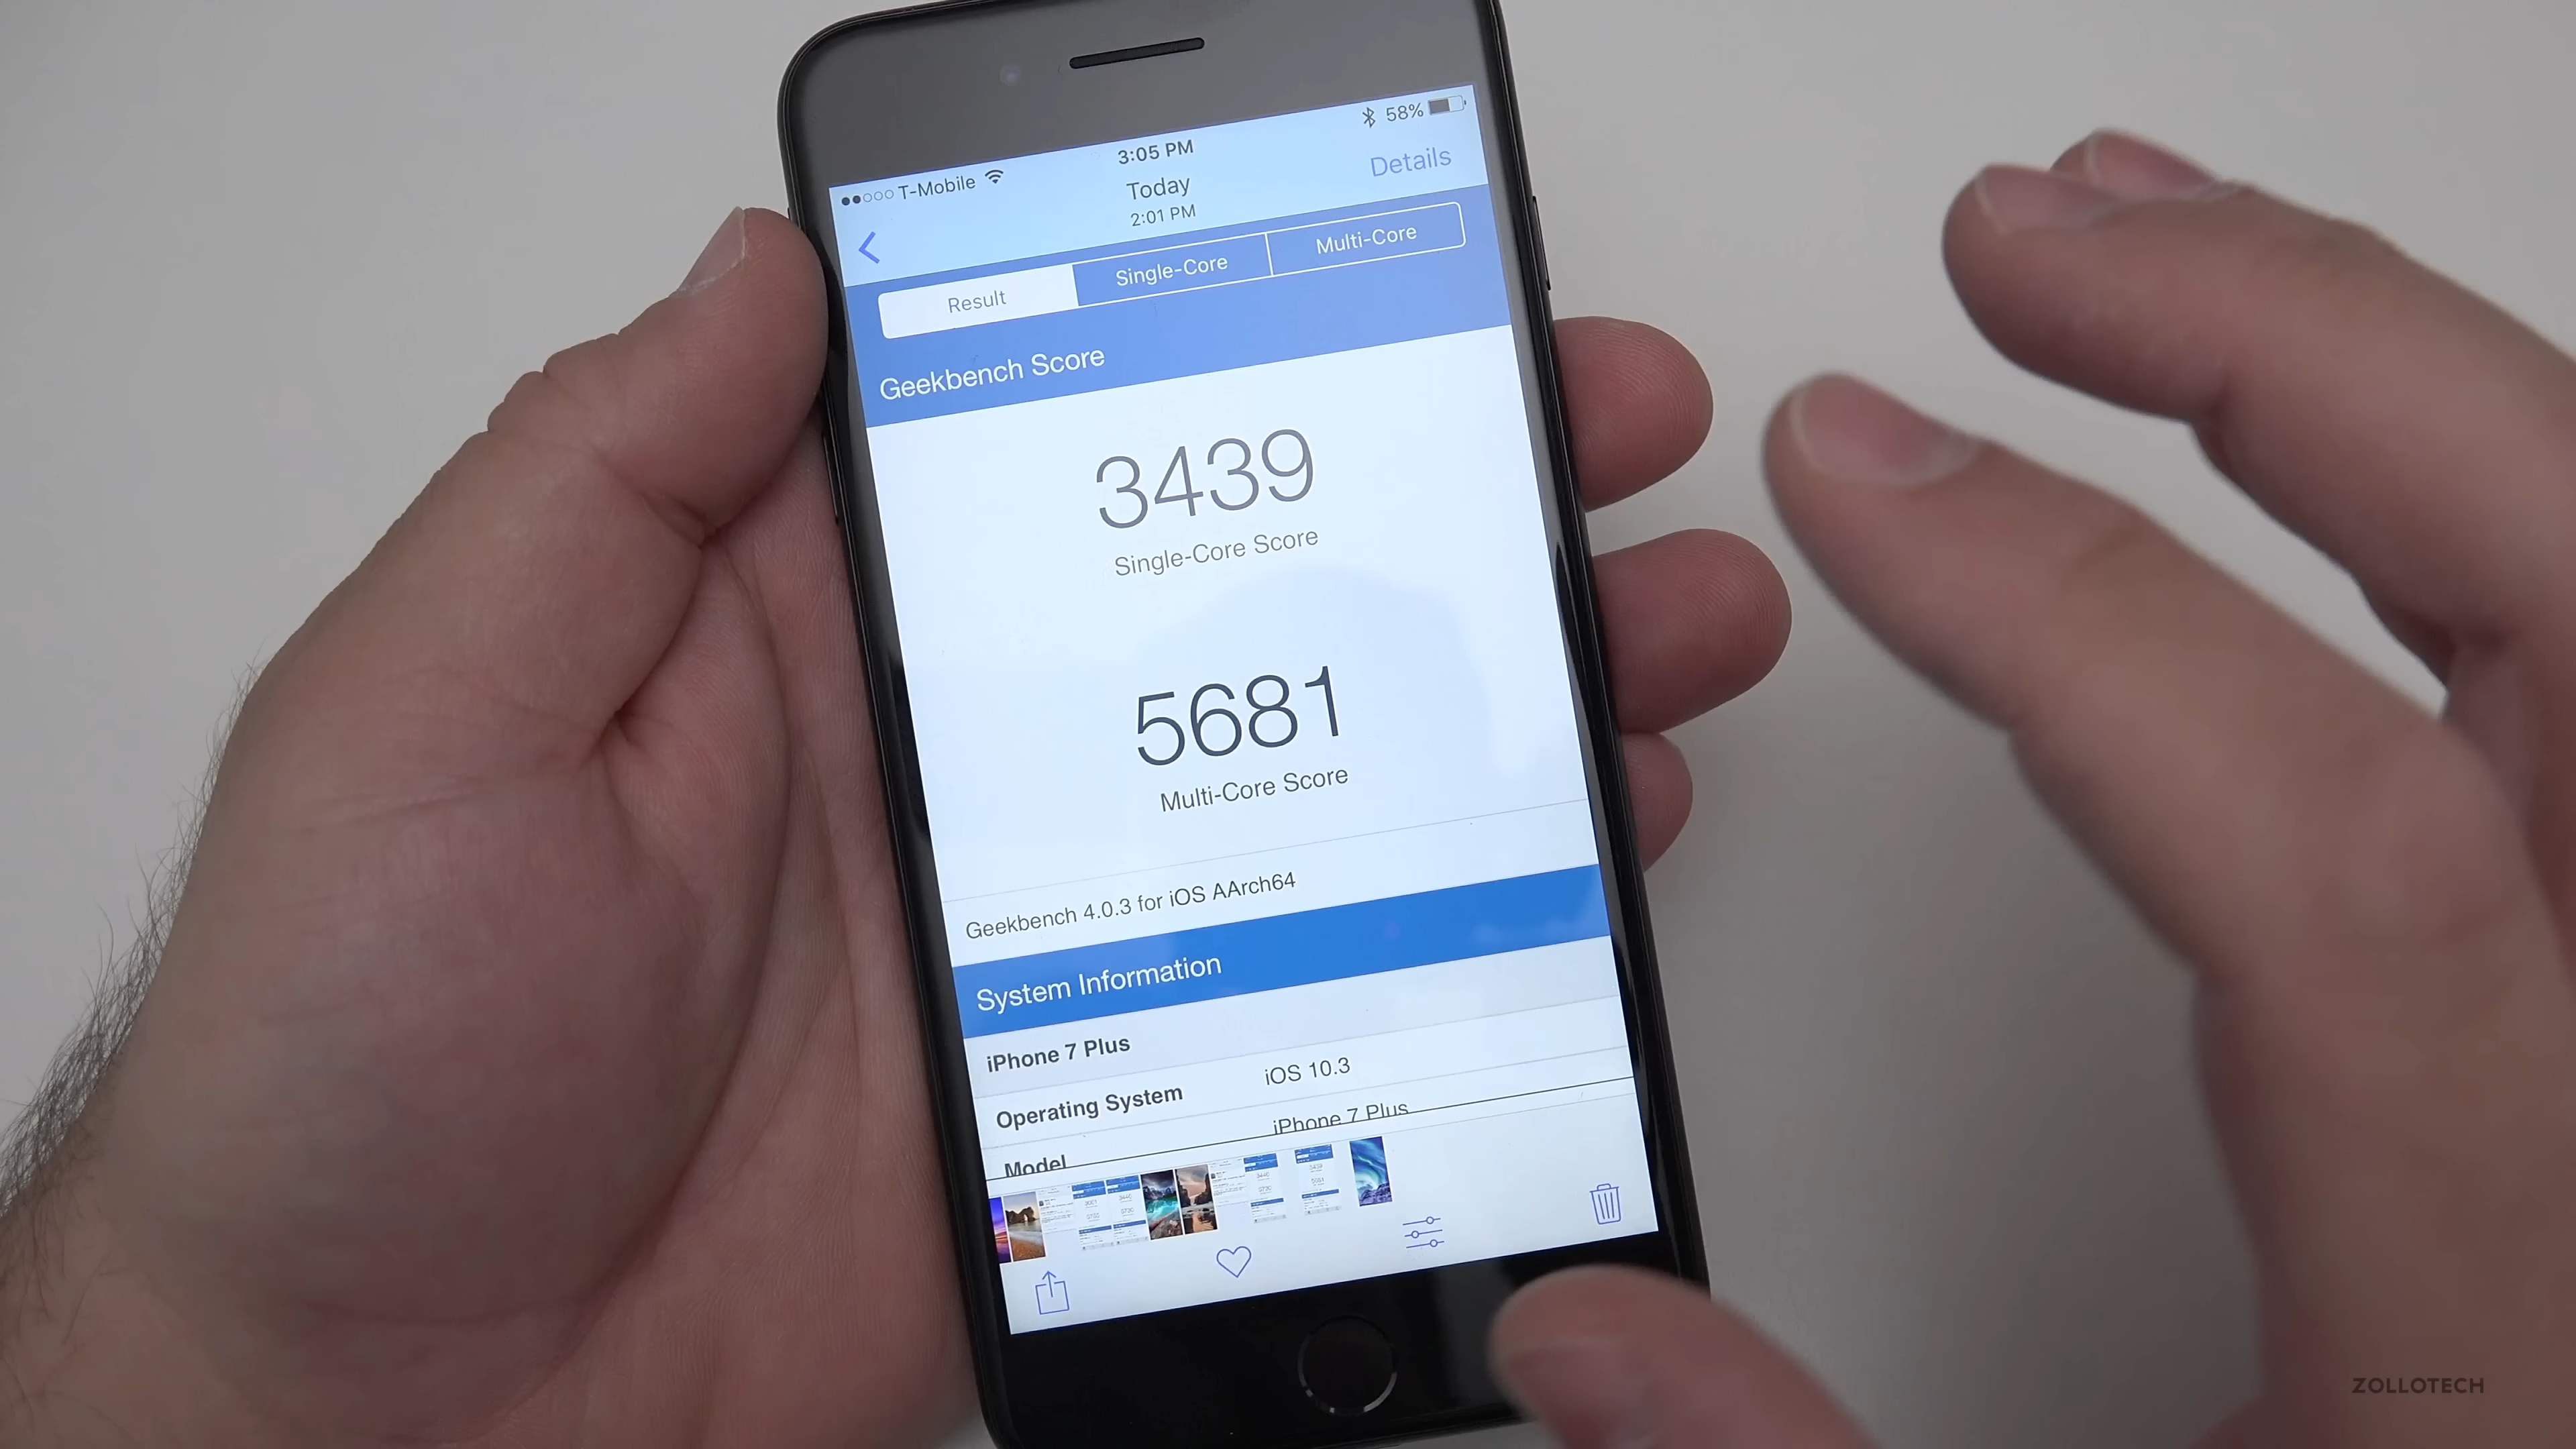 T-Mobile
3:05 PM
58%
Today
2:01 PM
Details
Result
Single-Core
Multi-Core
Geekbench Score
3439
Single-Core Score
5681
Multi-Core Score
Geekbench 4.0.3 for iOS AArch64
System Information
iPhone 7 Plus
Operating System iOS 10.3
Model iPhone 7 Plus
ZOLLOTECH